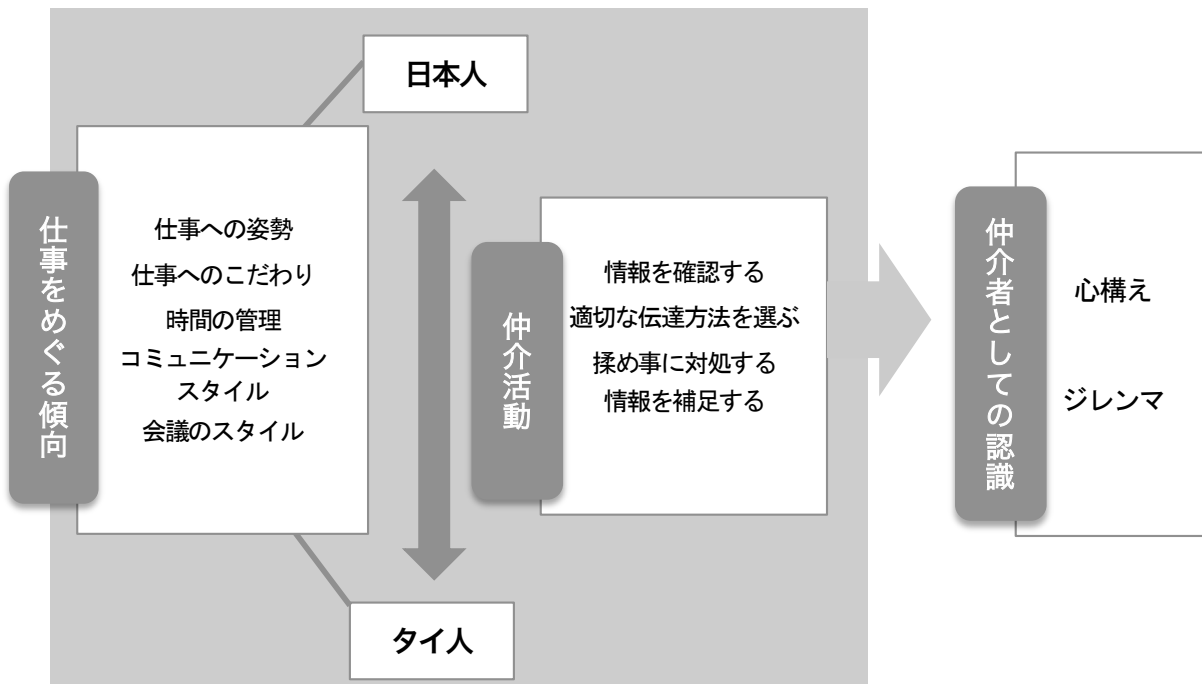 日本人
仕事をめぐる傾向
仕事への姿勢
仕事へのこだわり
時間の管理
コミュニケーション
スタイル
会議のスタイル
仲介活動
情報を確認する
適切な伝達方法を選ぶ
揉め事に対処する
情報を補足する
タイ人
仲介者としての認識
心構え
ジレンマ